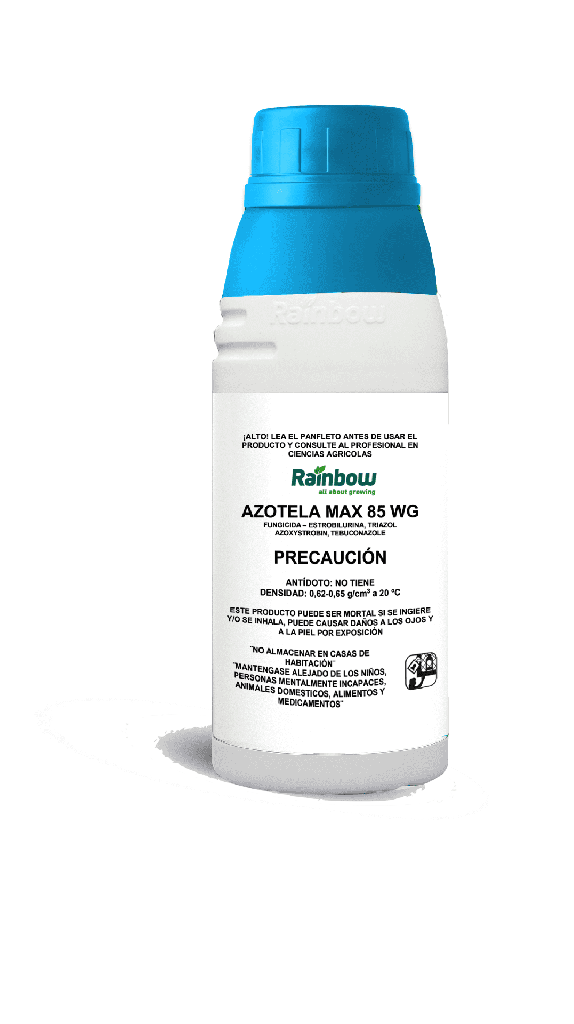 Rainbow
¡ALTO! LEA EL PANFLETO ANTES DE USAR EL
PRODUCTO Y CONSULTE AL PROFESIONAL EN
CIENCIAS AGRICOLAS
Rainbow
all about growing
AZOTELA MAX 85 WG
FUNGICIDA – ESTROBILURINA, TRIAZOL
AZOXYSTROBIN, TEBUCONAZOLE
PRECAUCIÓN
ANTÍDOTO: NO TIENE
DENSIDAD: 0,62-0,65 g/cm³ a 20 °C
ESTE PRODUCTO PUEDE SER MORTAL SI SE INGIERE
Y/O SE INHALA, PUEDE CAUSAR DAÑOS A LOS OJOS Y
A LA PIEL POR EXPOSICIÓN
¨NO ALMACENAR EN CASAS DE
HABITACIÓN¨
¨MANTENGASE ALEJADO DE LOS NIÑOS,
PERSONAS MENTALMENTE INCAPACES,
ANIMALES DOMESTICOS, ALIMENTOS Y
MEDICAMENTOS¨